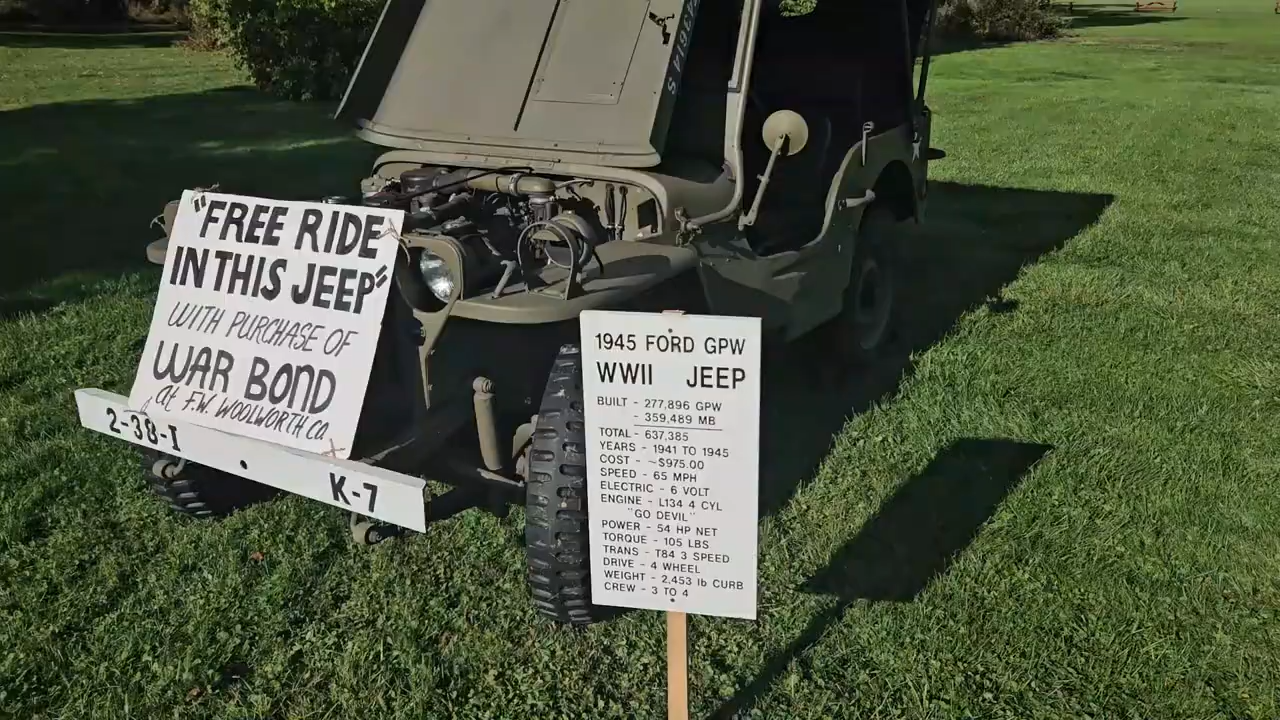 "FREE RIDE
IN THIS JEEP"
WITH PURCHASE OF
WAR BOND
at F.W. WOOLWORTH CO.
2-38-I
K-7
1945 FORD GPW
WWII JEEP
BUILT - 277,896 GPW
- 359,489 MB
TOTAL - 637,385
YEARS - 1941 TO 1945
COST - ~$975.00
SPEED - 65 MPH
ELECTRIC - 6 VOLT
ENGINE - L134 4 CYL
"GO DEVIL"
POWER - 54 HP NET
TORQUE - 105 LBS
TRANS - T84 3 SPEED
DRIVE - 4 WHEEL
WEIGHT - 2,453 lb CURB
CREW - 3 TO 4